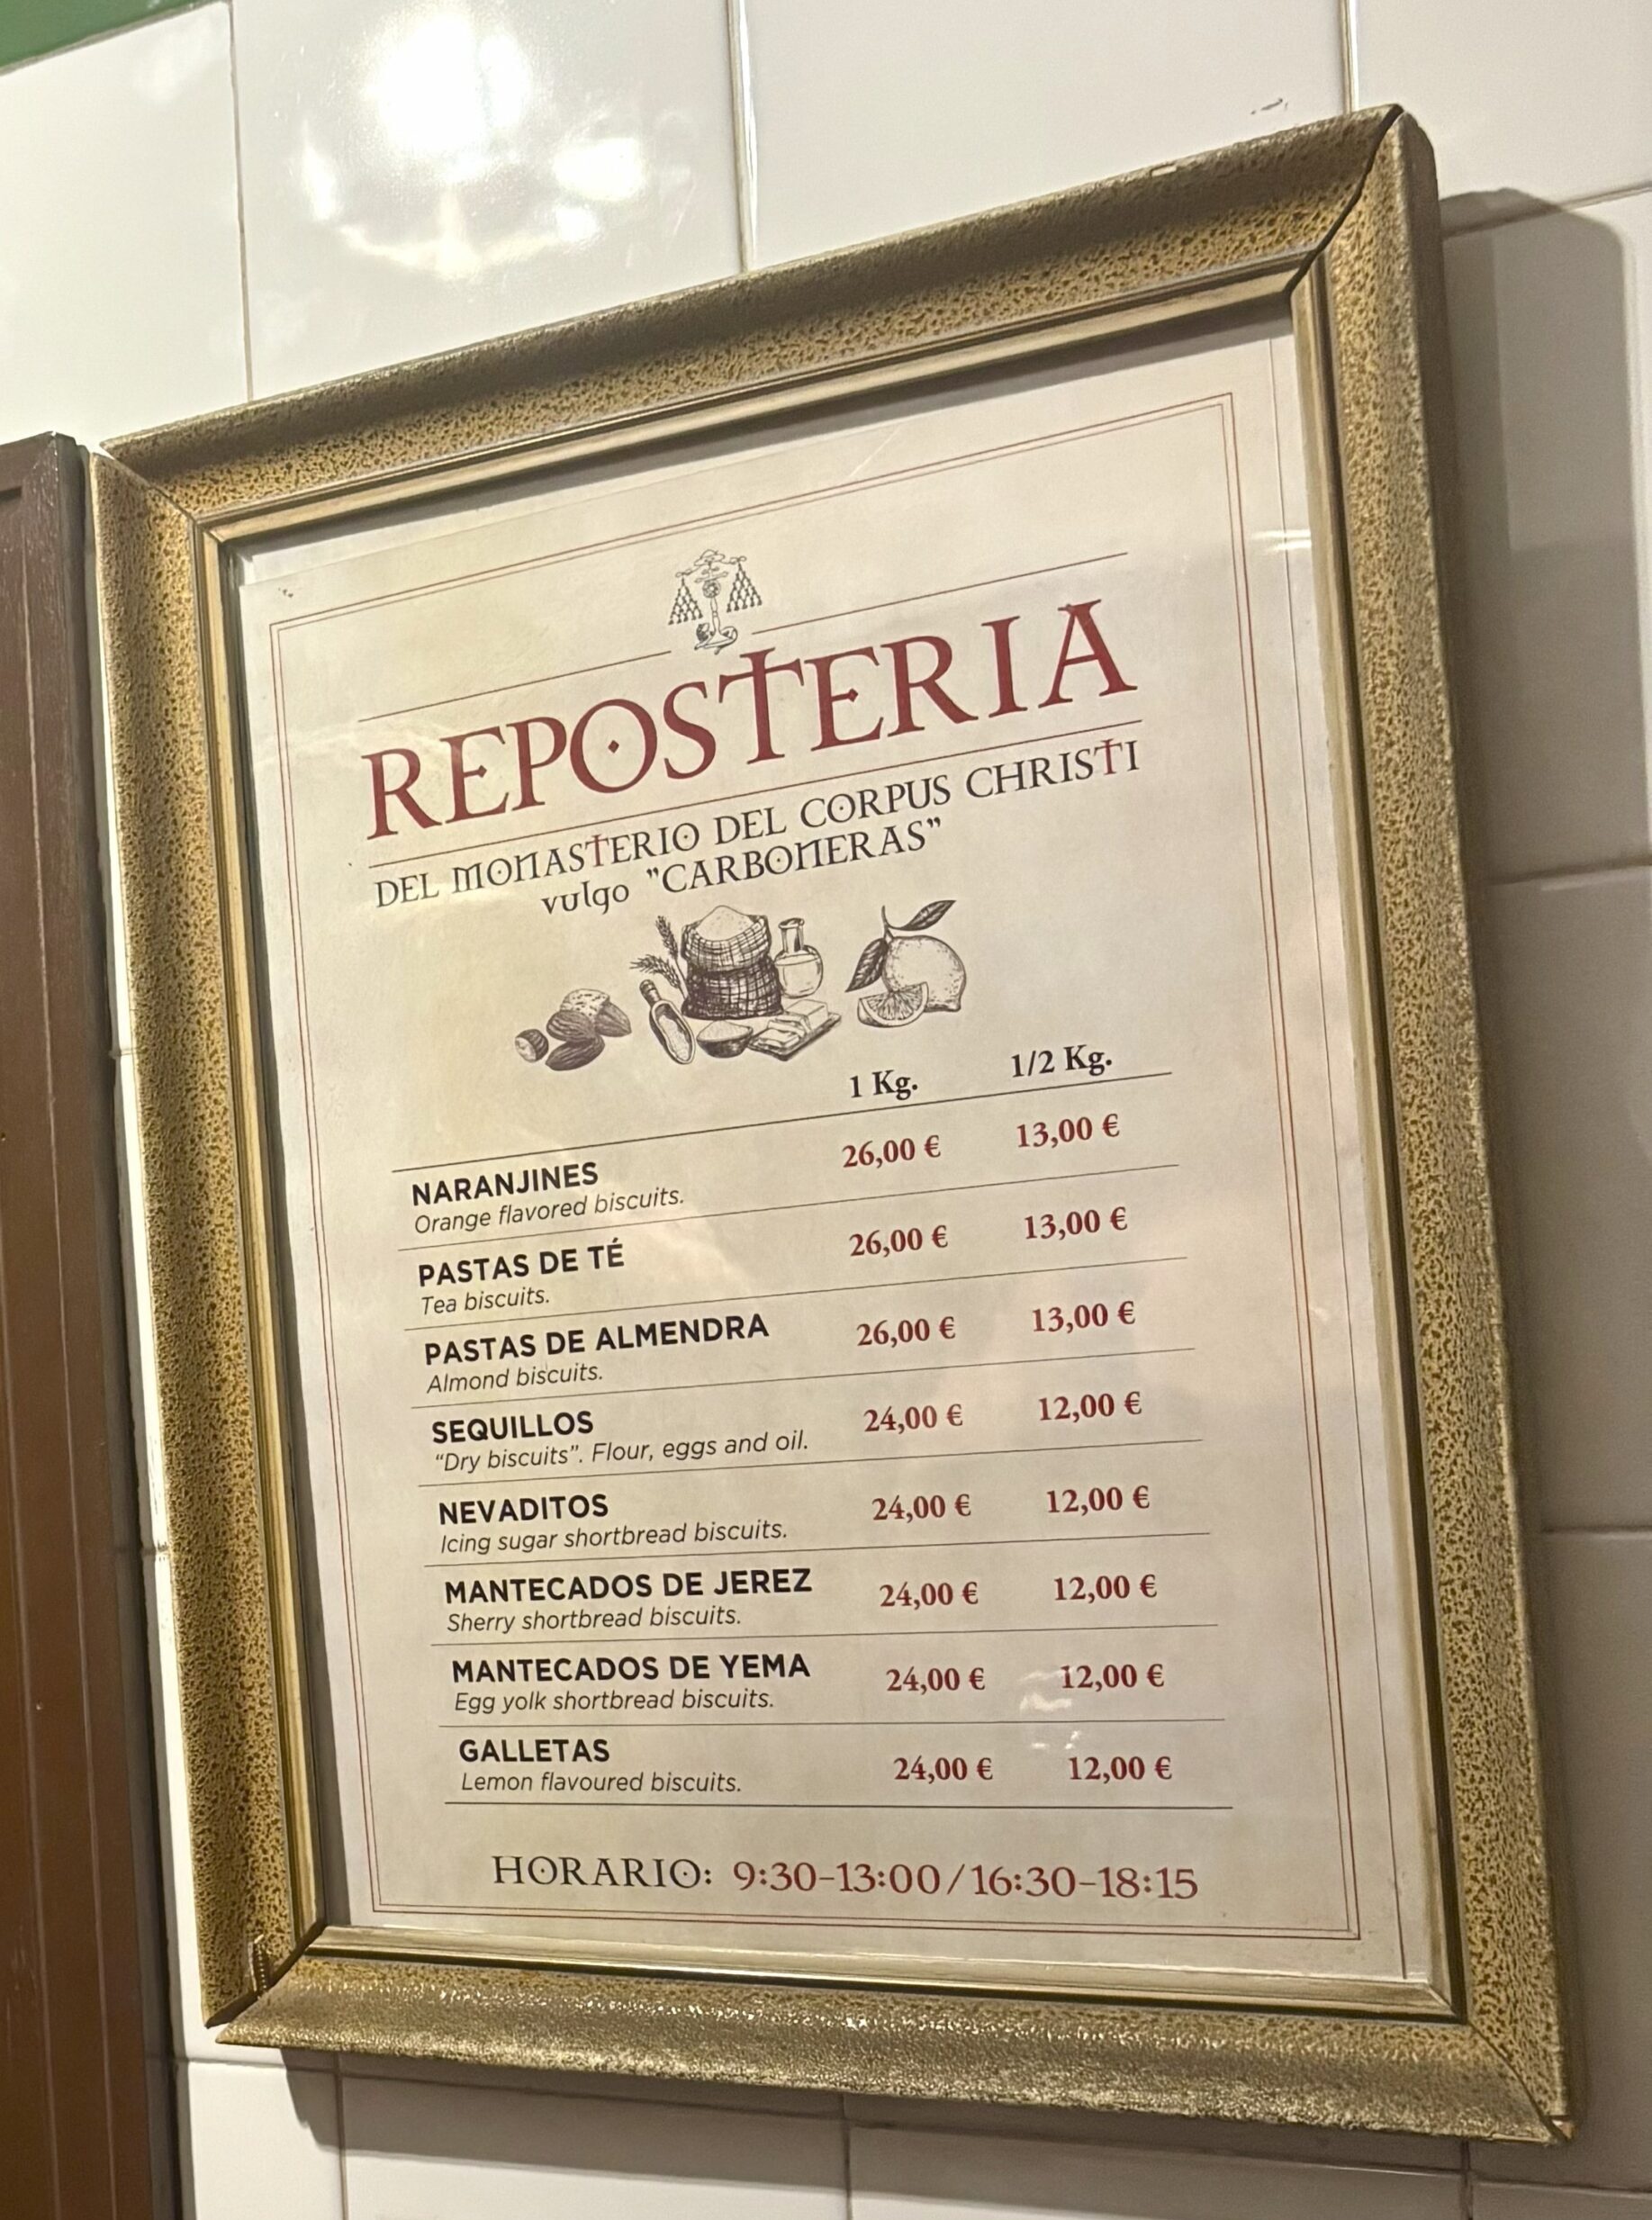 REPOSTERIA
DEL MONASTERIO DEL CORPUS CHRISTI
vulgo "CARBONERAS"
1 Kg. 1/2 Kg.
NARANJINES 26,00 € 13,00 €
Orange flavored biscuits.
PASTAS DE TÉ 26,00 € 13,00 €
Tea biscuits.
PASTAS DE ALMENDRA 26,00 € 13,00 €
Almond biscuits.
SEQUILLOS 24,00 € 12,00 €
“Dry biscuits”. Flour, eggs and oil.
NEVADITOS 24,00 € 12,00 €
Icing sugar shortbread biscuits.
MANTECADOS DE JEREZ 24,00 € 12,00 €
Sherry shortbread biscuits.
MANTECADOS DE YEMA 24,00 € 12,00 €
Egg yolk shortbread biscuits.
GALLETAS 24,00 € 12,00 €
Lemon flavoured biscuits.
HORARIO: 9:30-13:00/16:30-18:15